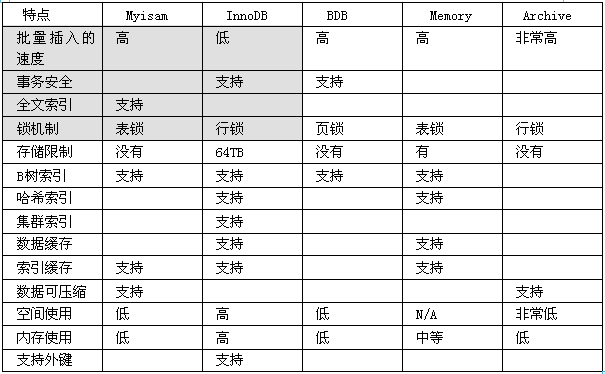 特点 Myisam InnoDB BDB Memory Archive
批量插入的速度 高 低 高 高 非常高
事务安全 支持 支持
全文索引 支持
锁机制 表锁 行锁 页锁 表锁 行锁
存储限制 没有 64TB 没有 有 没有
B树索引 支持 支持 支持 支持
哈希索引 支持 支持
集群索引 支持
数据缓存 支持 支持
索引缓存 支持 支持 支持
数据可压缩 支持 支持
空间使用 低 高 低 N/A 非常低
内存使用 低 高 低 中等 低
支持外键 支持